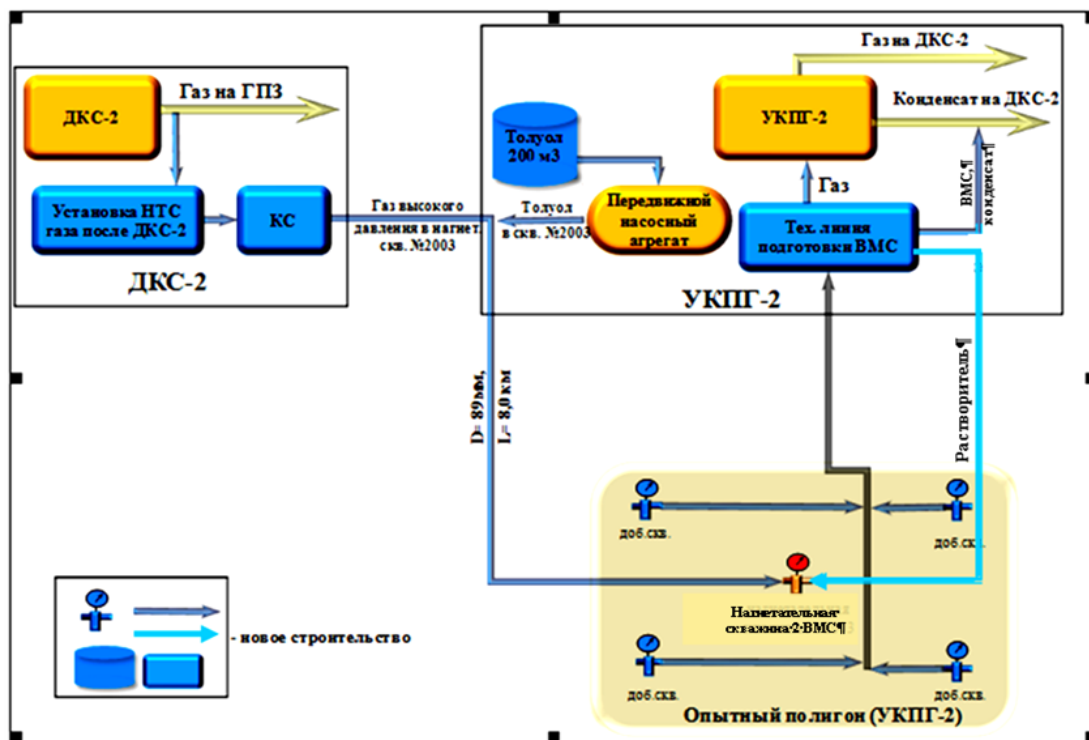 ДКС-2
Газ на ГПЗ
Установка НТС
газа после ДКС-2
КС
ДКС-2
Газ высокого
давления в нагнет.
скв. №2003
Толуол
200 м3
Толуол
в скв. №2003
Передвижной
насосный
агрегат
УКПГ-2
Газ на ДКС-2
Конденсат на ДКС-2
Газ
ВМС,¶
конденсат¶
Тех. линия
подготовки ВМС
УКПГ-2
D= 89мм,
L= 8,0 км
Растворитель¶
доб.скв.
доб.скв.
Нагнетательная
скважина·2·ВМС¶
доб.скв.
доб.скв.
Опытный полигон (УКПГ-2)
- новое строительство